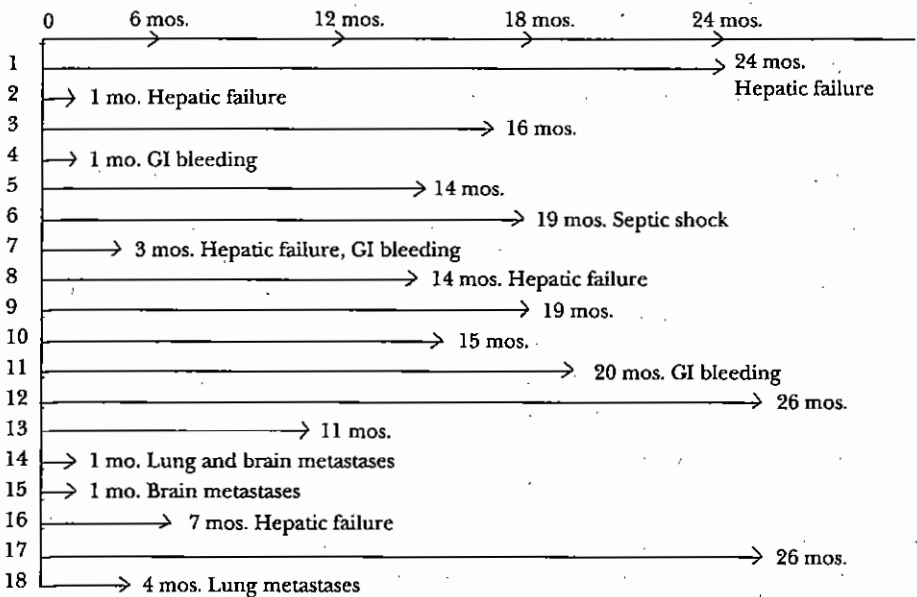 0 6 mos. 12 mos. 18 mos. 24 mos.
1 24 mos.
Hepatic failure
2 1 mo. Hepatic failure
3 16 mos.
4 1 mo. GI bleeding
5 14 mos.
6 19 mos. Septic shock
7 3 mos. Hepatic failure, GI bleeding
8 14 mos. Hepatic failure
9 19 mos.
10 15 mos.
11 20 mos. GI bleeding
12 26 mos.
13 11 mos.
14 1 mo. Lung and brain metastases
15 1 mo. Brain metastases
16 7 mos. Hepatic failure
17 26 mos.
18 4 mos. Lung metastases